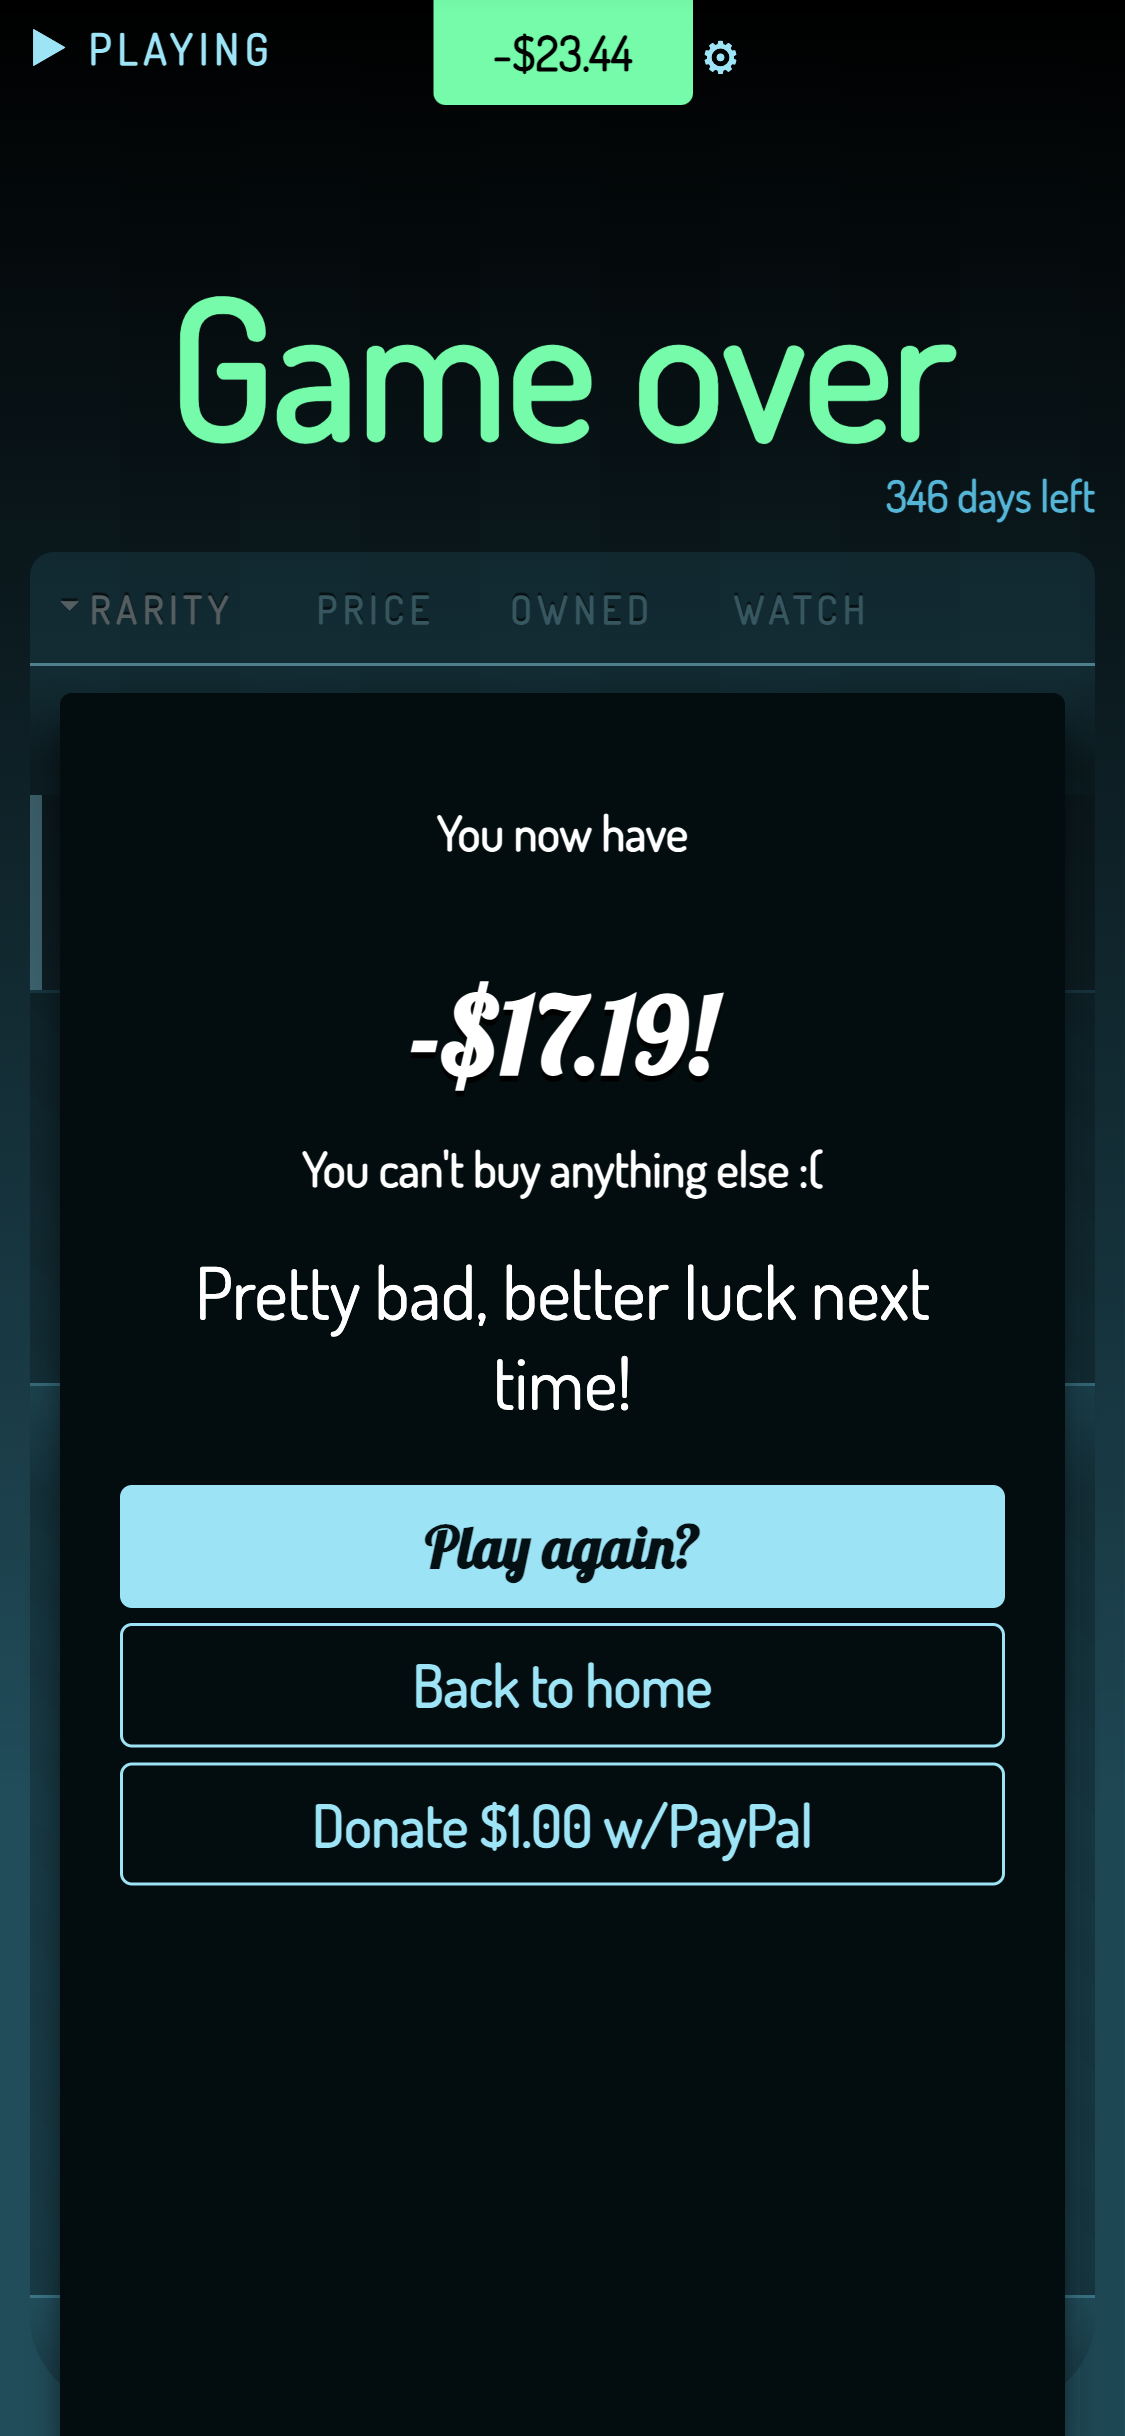 PLAYING
-$23.44
Game over
346 days left
RARITY PRICE OWNED WATCH
You now have
-$17.19!
You can't buy anything else :(
Pretty bad, better luck next
time!
Play again?
Back to home
Donate $1.00 w/PayPal